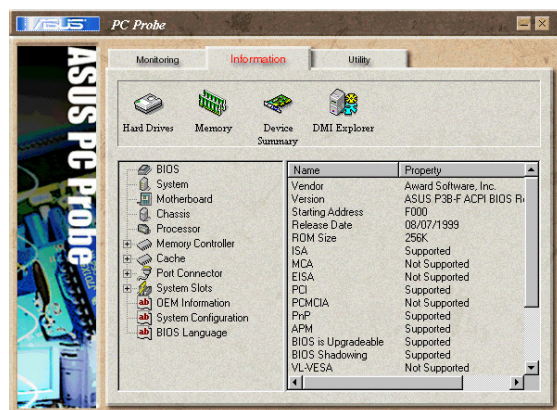 ASUS
PC Probe
ASUS PC Probe
Monitoring
Information
Utility
Hard Drives
Memory
Device Summary
DMI Explorer
BIOS
System
Motherboard
Chassis
Processor
Memory Controller
Cache
Port Connector
System Slots
ab OEM Information
ab System Configuration
ab BIOS Language
Name Property
Vendor Award Software, Inc.
Version ASUS P3B-F ACPI BIOS R
Starting Address F000
Release Date 08/07/1999
ROM Size 256K
ISA Supported
MCA Not Supported
EISA Not Supported
PCI Supported
PCMCIA Not Supported
PnP Supported
APM Supported
BIOS is Upgradeable Supported
BIOS Shadowing Supported
VL-VESA Not Supported